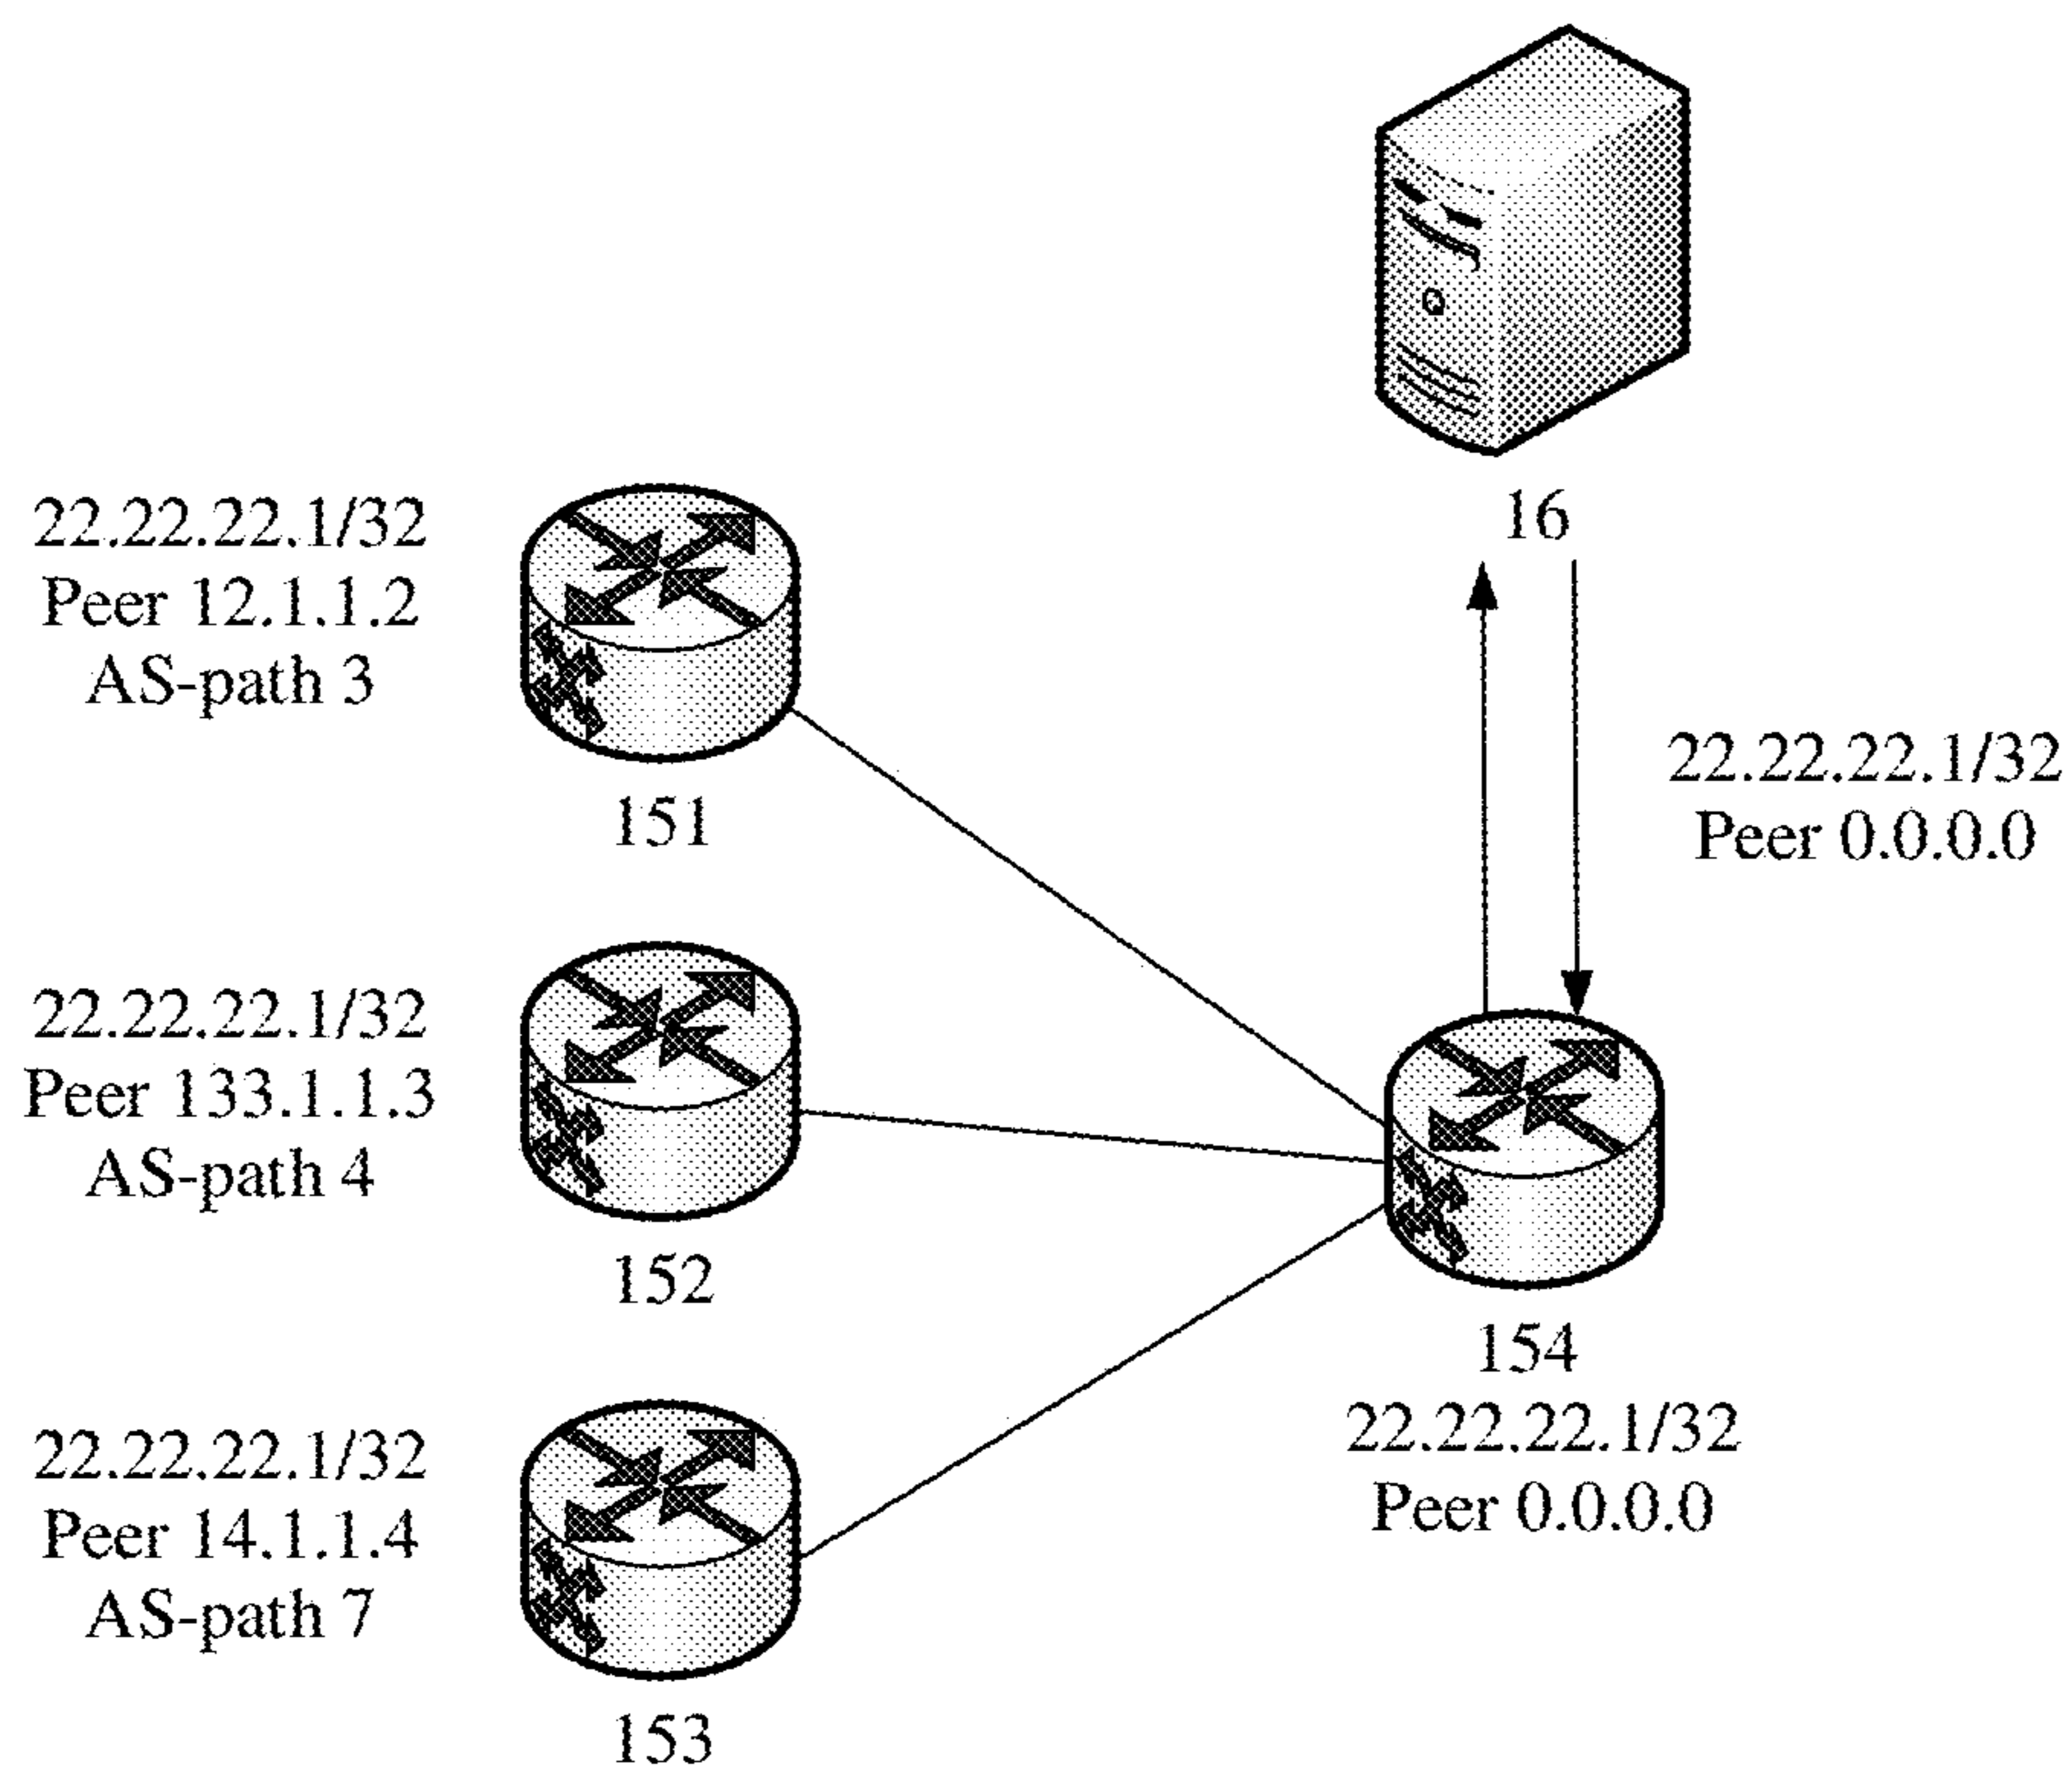 16
22.22.22.1/32
Peer 12.1.1.2
AS-path 3
151
22.22.22.1/32
Peer 0.0.0.0
22.22.22.1/32
Peer 133.1.1.3
AS-path 4
152
154
22.22.22.1/32
Peer 0.0.0.0
22.22.22.1/32
Peer 14.1.1.4
AS-path 7
153